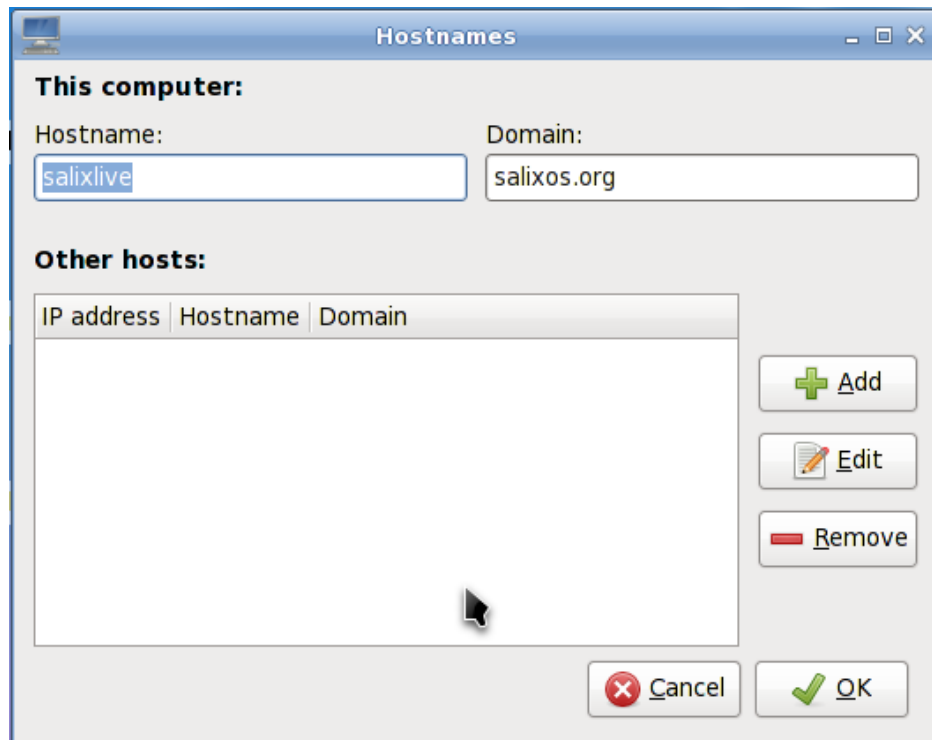 Hostnames
This computer:
Hostname: Domain:
salixlive salixos.org
Other hosts:
IP address Hostname Domain
Add
Edit
Remove
Cancel OK